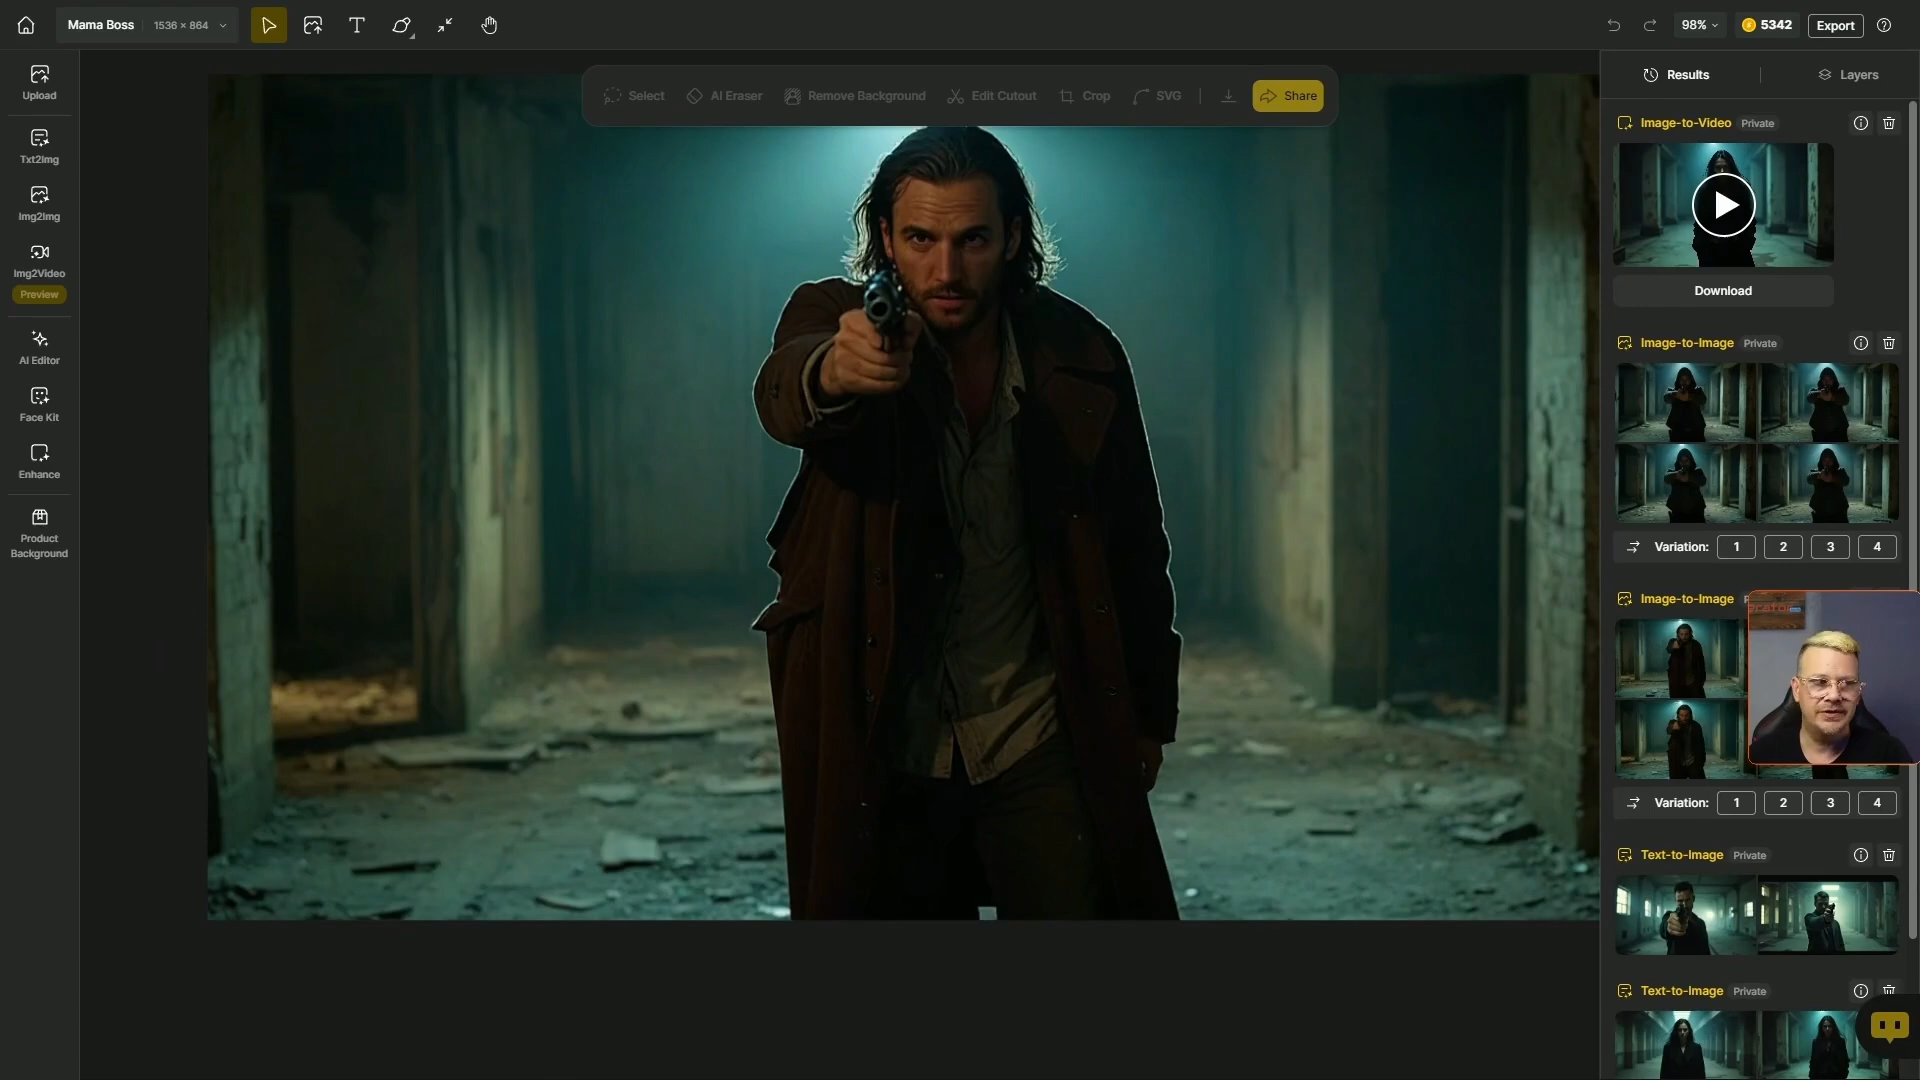 Mama Boss 1536 × 864
98%
5342
Export
Upload
Txt2Img
Img2Img
Img2Video
Preview
AI Editor
Face Kit
Enhance
Product
Background
Select
AI Eraser
Remove Background
Edit Cutout
Crop
SVG
Share
Results
Layers
Image-to-Video Private
Download
Image-to-Image Private
Variation: 1 2 3 4
Image-to-Image
Variation: 1 2 3 4
Text-to-Image Private
Text-to-Image Private